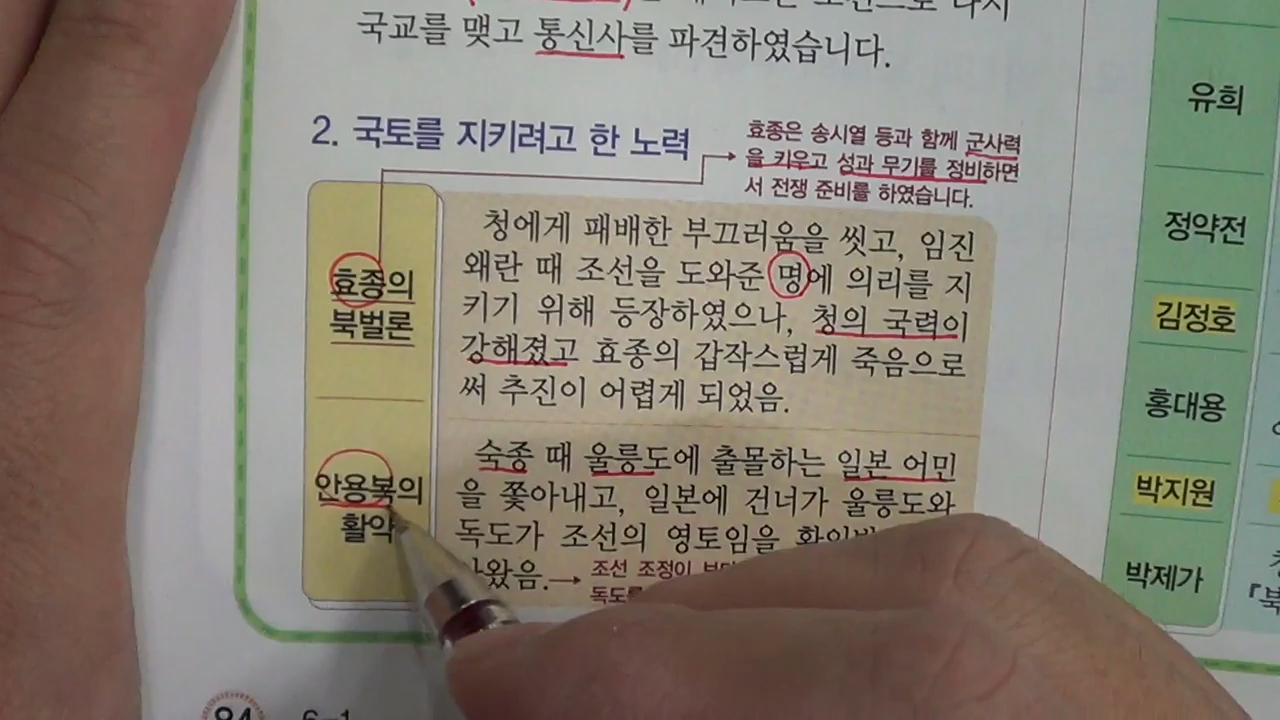 국교를 맺고 통신사를 파견하였습니다.
2. 국토를 지키려고 한 노력
효종은 송시열 등과 함께 군사력
을 키우고 성과 무기를 정비하면
서 전쟁 준비를 하였습니다.
효종의
북벌론
청에게 패배한 부끄러움을 씻고, 임진
왜란 때 조선을 도와준 명에 의리를 지
키기 위해 등장하였으나, 청의 국력이
강해졌고 효종의 갑작스럽게 죽음으로
써 추진이 어렵게 되었음.
안용복의
활약
숙종 때 울릉도에 출몰하는 일본 어민
을 쫓아내고, 일본에 건너가 울릉도와
독도가 조선의 영토임을
조선 조정이
유희
정약전
김정호
홍대용
박지원
박제가
84 6-1